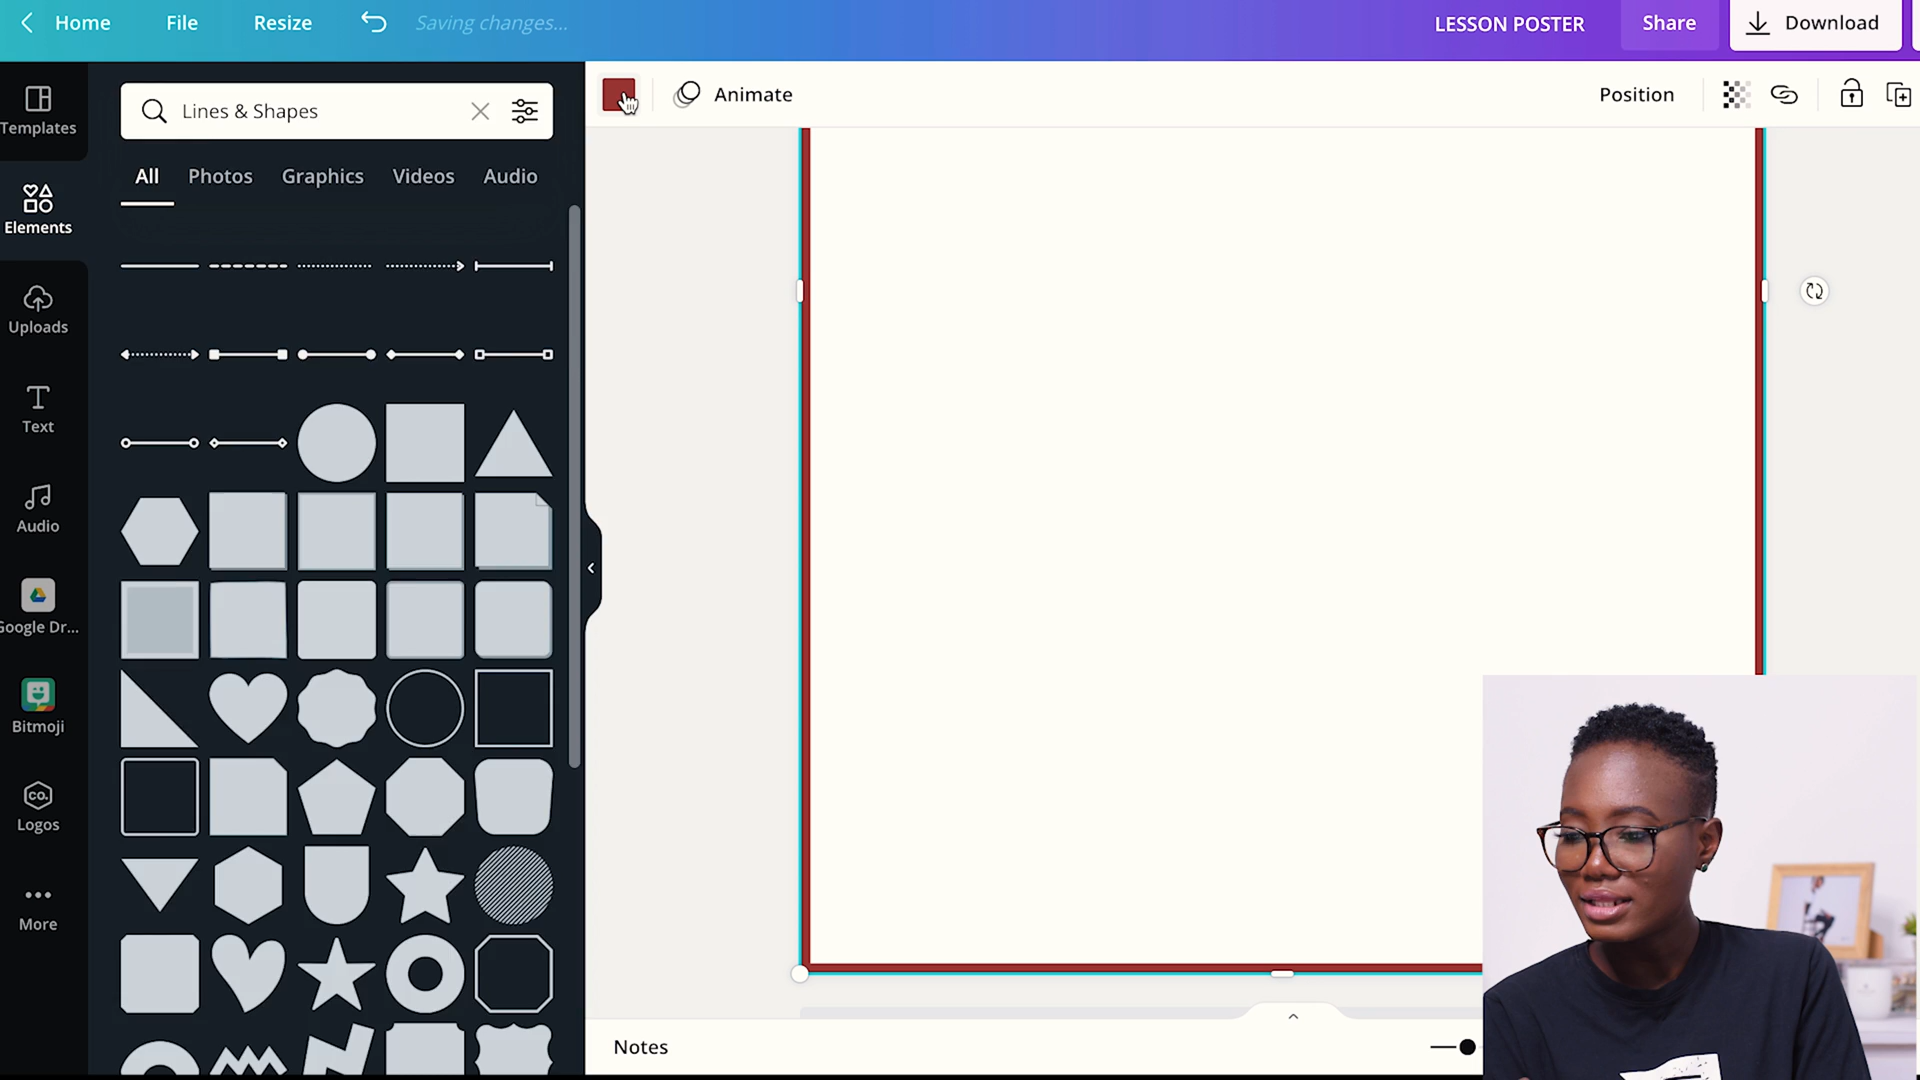 Home File Resize Saving changes... LESSON POSTER Share Download
Templates
Elements
Uploads
Text
Audio
Google Dr...
Bitmoji
CO.
Logos
More
Lines & Shapes
All Photos Graphics Videos Audio
Animate Position
Notes